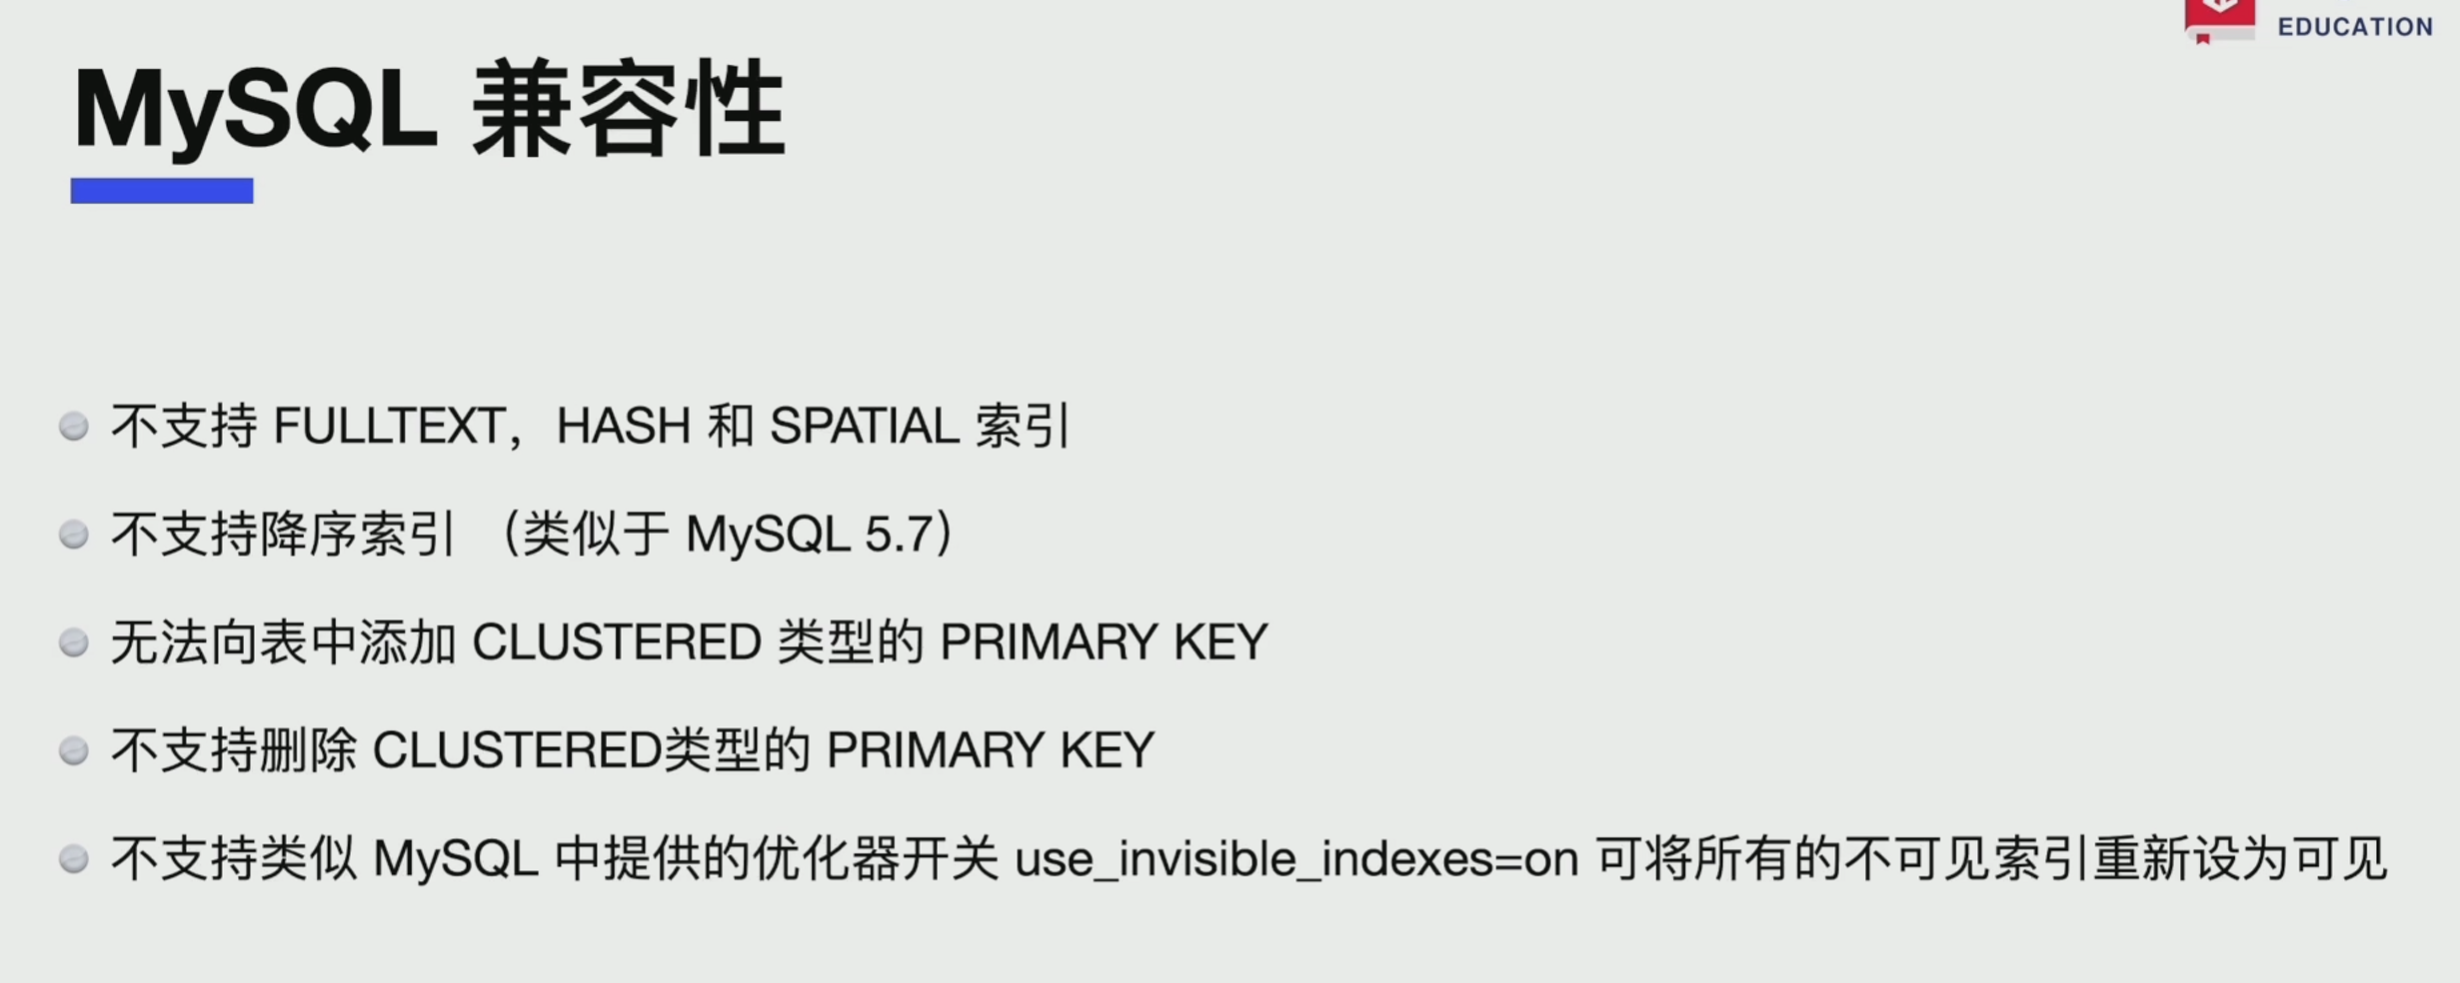 EDUCATION
MySQL 兼容性
不支持 FULLTEXT，HASH 和 SPATIAL 索引
不支持降序索引 （类似于 MySQL 5.7）
无法向表中添加 CLUSTERED 类型的 PRIMARY KEY
不支持删除 CLUSTERED类型的 PRIMARY KEY
不支持类似 MySQL 中提供的优化器开关 use_invisible_indexes=on 可将所有的不可见索引重新设为可见